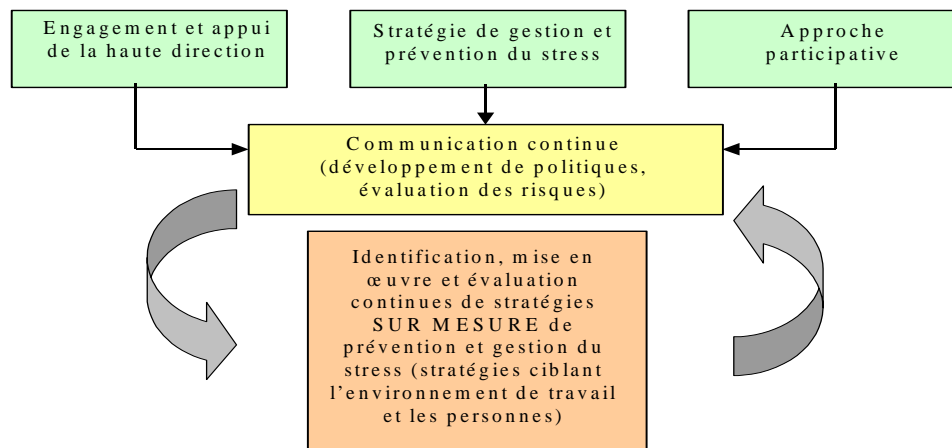 Engagement et appui
de la haute direction
Stratégie de gestion et
prévention du stress
Approche
participative
Communication continue
(développement de politiques,
évaluation des risques)
Identification, mise en
œuvre et évaluation
continues de stratégies
SUR MESURE de
prévention et gestion du
stress (stratégies ciblant
l’environnement de travail
et les personnes)